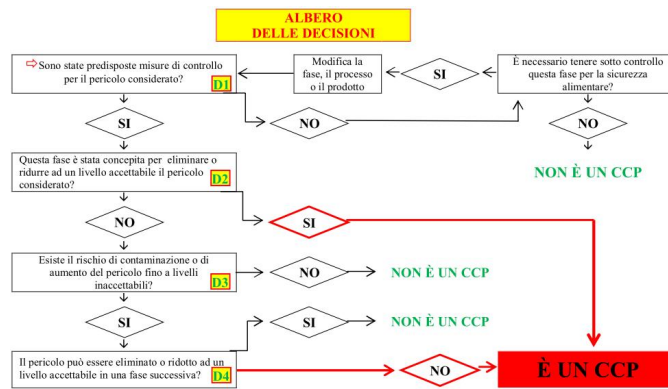 ALBERO
DELLE DECISIONI
⇨Sono state predisposte misure di controllo
per il pericolo considerato?
D1
Modifica la
fase, il processo
o il prodotto
SI
È necessario tenere sotto controllo
questa fase per la sicurezza
alimentare?
SI
NO
NO
NON È UN CCP
Questa fase è stata concepita per eliminare o
ridurre ad un livello accettabile il pericolo
considerato?
D2
NO
SI
Esiste il rischio di contaminazione o di
aumento del pericolo fino a livelli
inaccettabili?
D3
NO
NON È UN CCP
SI
SI
NON È UN CCP
Il pericolo può essere eliminato o ridotto ad un
livello accettabile in una fase successiva?
D4
NO
È UN CCP